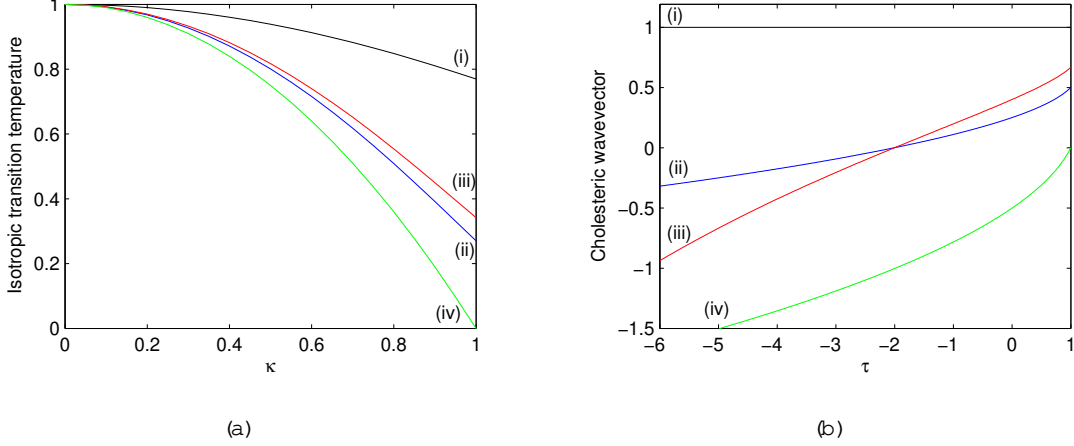 Isotropic transition temperature
1
0.8
0.6
0.4
0.2
0
0
0.2
0.4
0.6
0.8
1
κ
(i)
(iii)
(ii)
(iv)
(a)
Cholesteric wavevector
1
0.5
0
−0.5
−1
−1.5
−6
−5
−4
−3
−2
−1
0
1
τ
(i)
(ii)
(iii)
(iv)
(b)